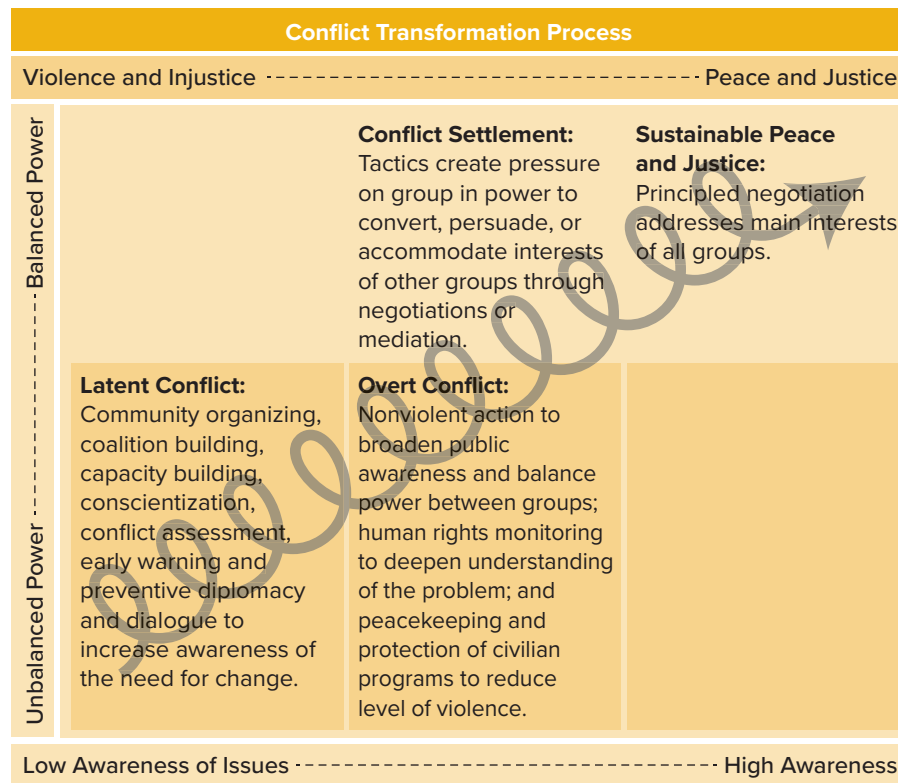 Conflict Transformation Process
Violence and Injustice
Peace and Justice
Balanced Power
Unbalanced Power
Conflict Settlement:
Tactics create pressure
on group in power to
convert, persuade, or
accommodate interests
of other groups through
negotiations or
mediation.
Sustainable Peace
and Justice:
Principled negotiation
addresses main interests
of all groups.
Latent Conflict:
Community organizing,
coalition building,
capacity building,
conscientization,
conflict assessment,
early warning and
preventive diplomacy
and dialogue to
increase awareness of
the need for change.
Overt Conflict:
Nonviolent action to
broaden public
awareness and balance
power between groups;
human rights monitoring
to deepen understanding
of the problem; and
peacekeeping and
protection of civilian
programs to reduce
level of violence.
Low Awareness of Issues
High Awareness